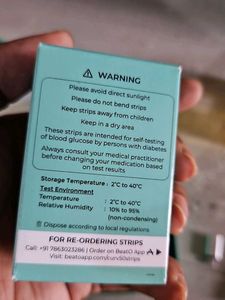 WARNING
Please avoid direct sunlight
Please do not bend strips
Keep strips away from children
Keep in a dry area
These strips are intended for self-testing
of blood glucose by persons with diabetes
Always consult your medical practitioner
before changing your medication based
on test results
Storage Temperature : 2°C to 40°C
Test Environment
Temperature : 2°C to 40°C
Relative Humidity : 10% to 95%
(non-condensing)
Dispose according to local regulations
FOR RE-ORDERING STRIPS
Call: +91 7863023286 | Order on BeatO App
Visit: beatoapp.com/curv50strips